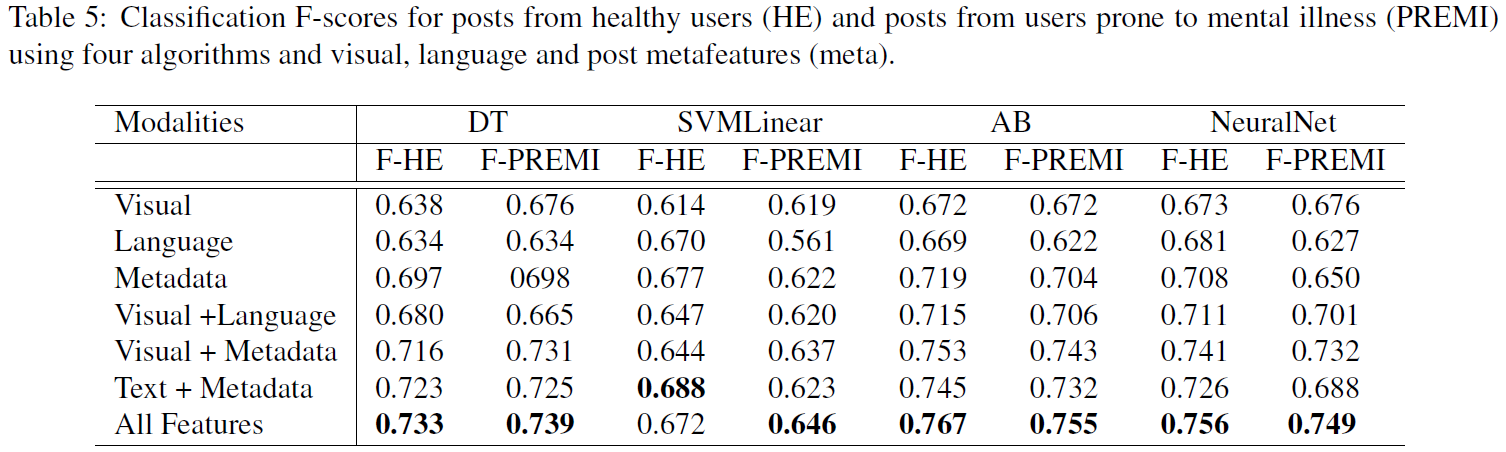 Table 5: Classification F-scores for posts from healthy users (HE) and posts from users prone to mental illness (PREMI)
using four algorithms and visual, language and post metafeatures (meta).
Modalities DT SVMLinear AB NeuralNet
F-HE F-PREMI F-HE F-PREMI F-HE F-PREMI F-HE F-PREMI
Visual 0.638 0.676 0.614 0.619 0.672 0.672 0.673 0.676
Language 0.634 0.634 0.670 0.561 0.669 0.622 0.681 0.627
Metadata 0.697 0698 0.677 0.622 0.719 0.704 0.708 0.650
Visual +Language 0.680 0.665 0.647 0.620 0.715 0.706 0.711 0.701
Visual + Metadata 0.716 0.731 0.644 0.637 0.753 0.743 0.741 0.732
Text + Metadata 0.723 0.725 0.688 0.623 0.745 0.732 0.726 0.688
All Features 0.733 0.739 0.672 0.646 0.767 0.755 0.756 0.749